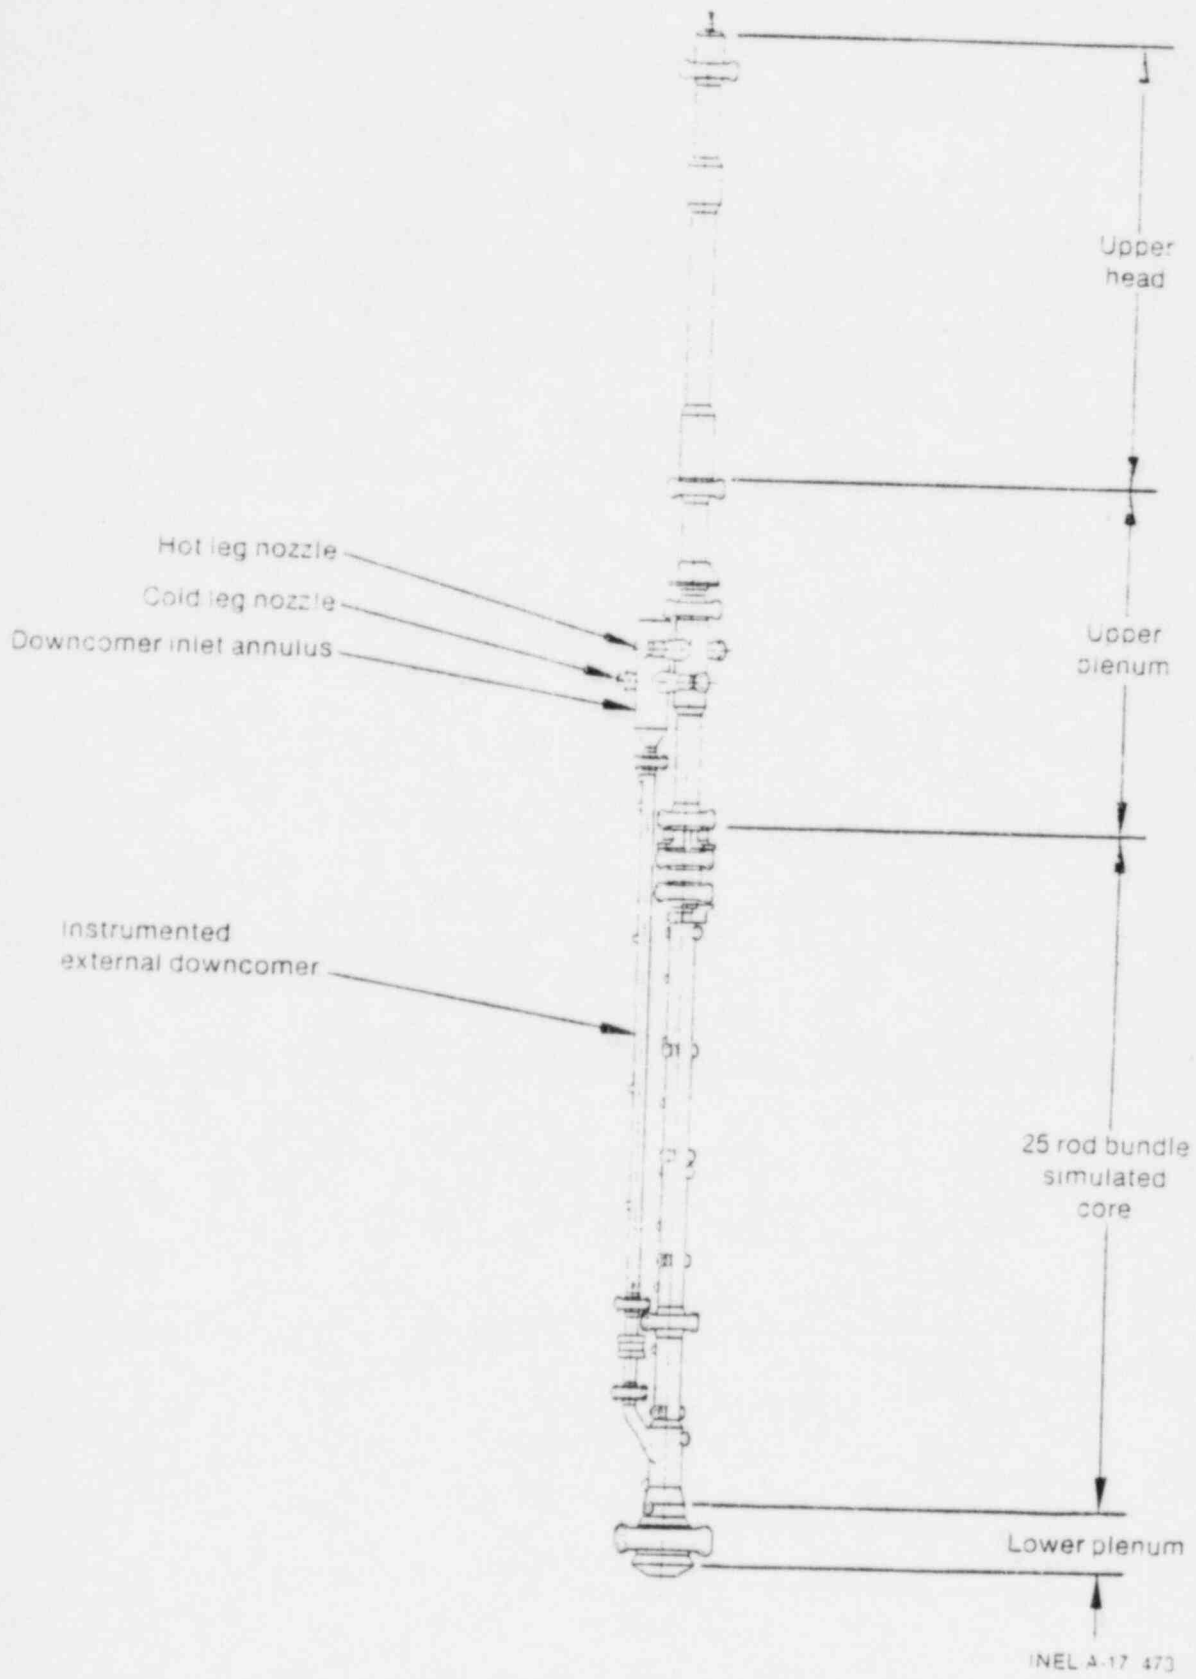 Upper
head
Hot leg nozzle
Cold leg nozzle
Downcomer inlet annulus
Upper
plenum
Instrumented
external downcomer
25 rod bundle
simulated
core
Lower plenum
INEL A-17 473